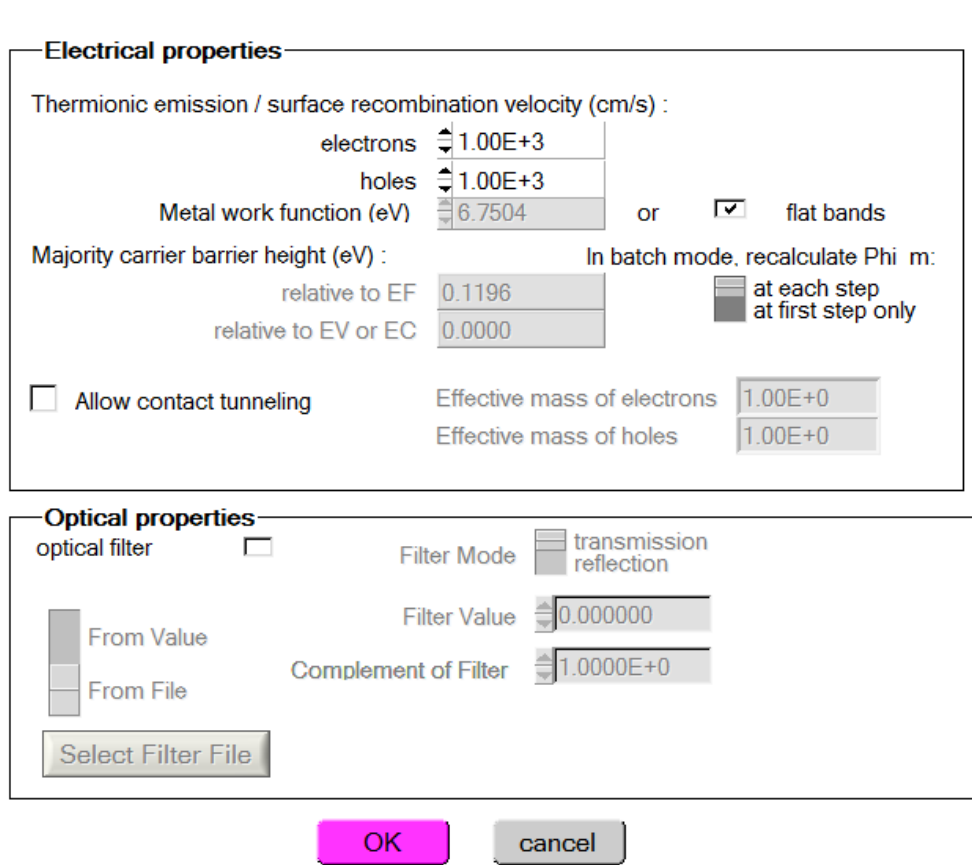 Electrical properties
Thermionic emission / surface recombination velocity (cm/s) :
electrons 1.00E+3
holes 1.00E+3
Metal work function (eV) 6.7504 or flat bands
Majority carrier barrier height (eV) : In batch mode, recalculate Phi_m:
relative to EF 0.1196 at each step
relative to EV or EC 0.0000 at first step only
Allow contact tunneling Effective mass of electrons 1.00E+0
Effective mass of holes 1.00E+0
Optical properties
optical filter Filter Mode transmission
reflection
Filter Value 0.000000
From Value
Complement of Filter 1.0000E+0
From File
Select Filter File
OK cancel